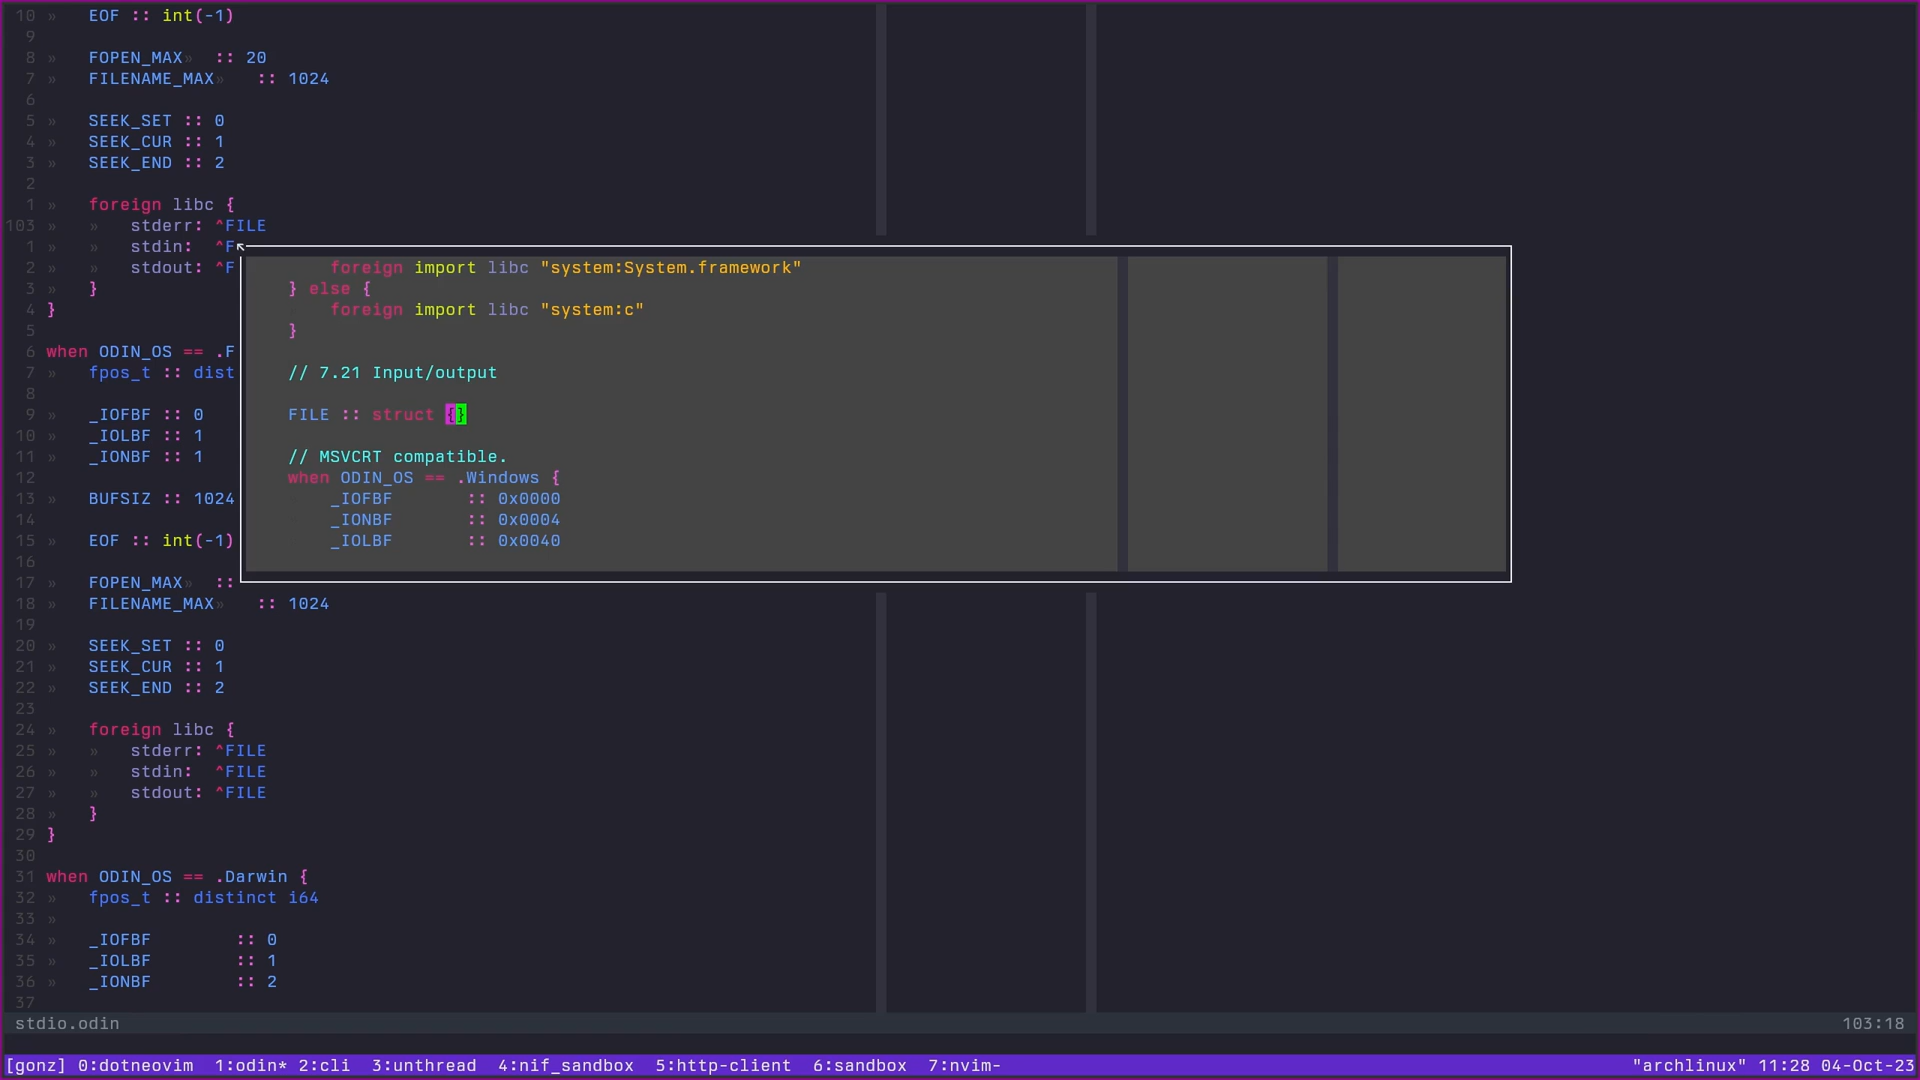 10 »   EOF :: int(-1)
9
8 »   FOPEN_MAX»  :: 20
7 »   FILENAME_MAX»   :: 1024
6
5 »   SEEK_SET :: 0
4 »   SEEK_CUR :: 1
3 »   SEEK_END :: 2
2
1 »   foreign libc {
103 »   »   stderr: ^FILE
1 »   »   stdin:  ^F
2 »   »   stdout: ^F
foreign import libc "system:System.framework"
3 »   }
} else {
4 }
foreign import libc "system:c"
5
}
6 when ODIN_OS == .F
7 »   fpos_t :: dist
// 7.21 Input/output
8
9 »   _IOFBF :: 0
FILE :: struct {}
10 »   _IOLBF :: 1
11 »   _IONBF :: 1
// MSVCRT compatible.
12
when ODIN_OS == .Windows {
13 »   BUFSIZ :: 1024
_IOFBF       :: 0x0000
14
_IONBF       :: 0x0004
15 »   EOF :: int(-1)
_IOLBF       :: 0x0040
16
17 »   FOPEN_MAX»  ::
18 »   FILENAME_MAX»   :: 1024
19
20 »   SEEK_SET :: 0
21 »   SEEK_CUR :: 1
22 »   SEEK_END :: 2
23
24 »   foreign libc {
25 »   »   stderr: ^FILE
26 »   »   stdin:  ^FILE
27 »   »   stdout: ^FILE
28 »   }
29 }
30
31 when ODIN_OS == .Darwin {
32 »   fpos_t :: distinct i64
33 »
34 »   _IOFBF        :: 0
35 »   _IOLBF        :: 1
36 »   _IONBF        :: 2
37
stdio.odin 103:18
[gonz] 0:dotneovim  1:odin* 2:cli  3:unthread  4:nif_sandbox  5:http-client  6:sandbox  7:nvim- "archlinux" 11:28 04-Oct-23